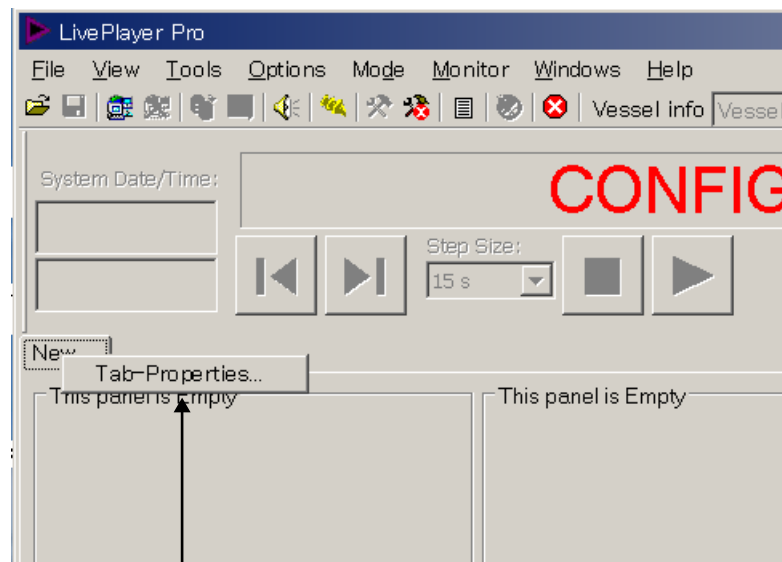 LivePlayer Pro
File View Tools Options Mode Monitor Windows Help
Vessel info Vessel
System Date/Time:
CONFIG
Step Size:
15 s
New...
Tab-Properties...
This panel is Empty This panel is Empty